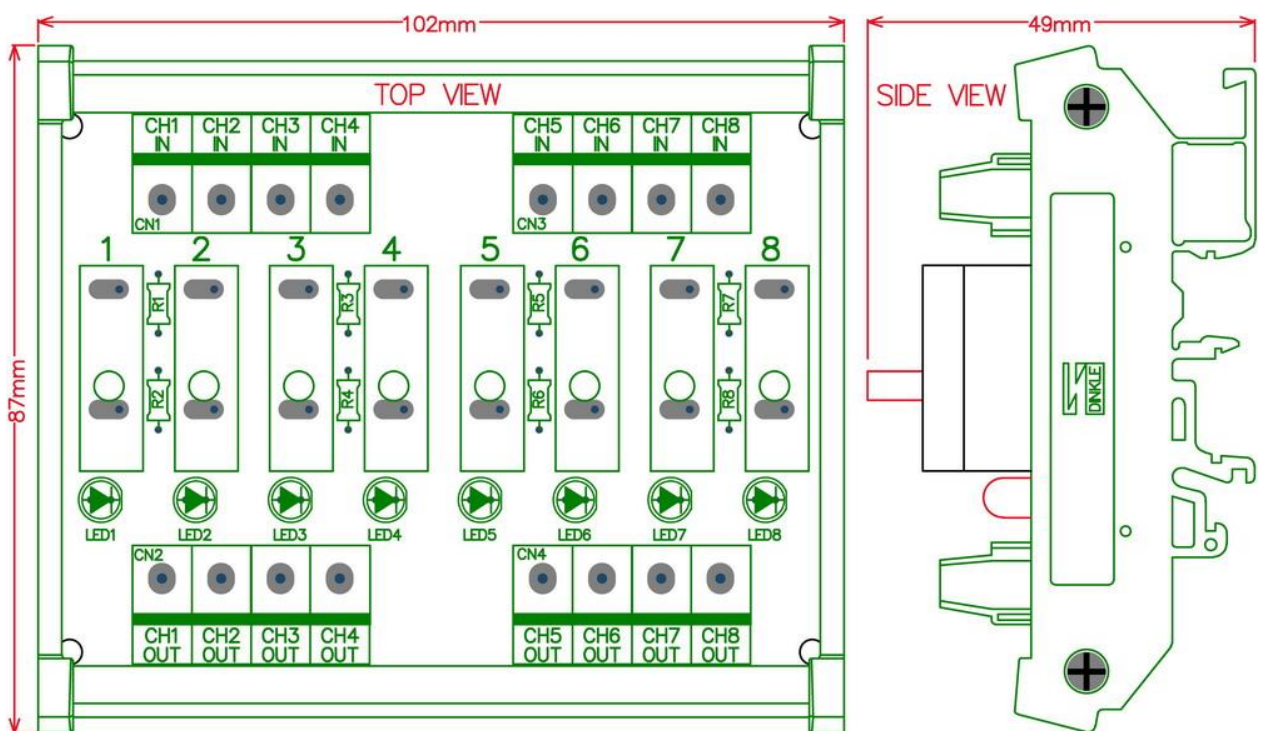 102mm
49mm
TOP VIEW
SIDE VIEW
87mm
CH1 IN
CH2 IN
CH3 IN
CH4 IN
CH5 IN
CH6 IN
CH7 IN
CH8 IN
CN1
CN3
1 2 3 4 5 6 7 8
R1
R3
R5
R7
R2
R4
R6
R8
DINKLE
LED1
LED2
LED3
LED4
LED5
LED6
LED7
LED8
CN2
CN4
CH1 OUT
CH2 OUT
CH3 OUT
CH4 OUT
CH5 OUT
CH6 OUT
CH7 OUT
CH8 OUT